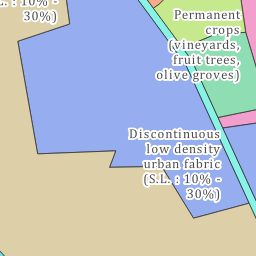 L. : 10% -
30%)
Permanent
crops
(vineyards,
fruit trees,
olive groves)
Discontinuous
low density
urban fabric
(S.L. : 10% -
30%)